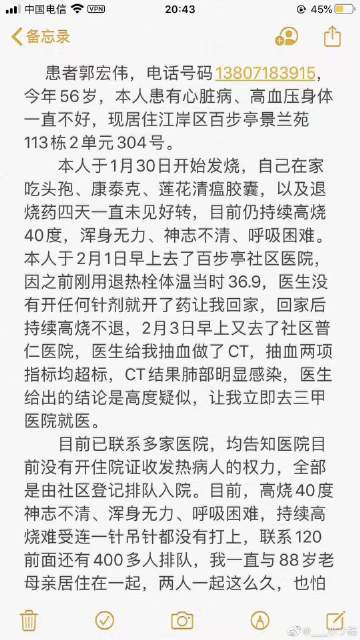 中国电信 VPN 20:43 45%
备忘录
患者郭宏伟，电话号码13807183915，
今年56岁，本人患有心脏病、高血压身体
一直不好，现居住江岸区百步亭景兰苑
113栋2单元304号。
本人于1月30日开始发烧，自己在家
吃头孢、康泰克、莲花清瘟胶囊，以及退
烧药四天一直未见好转，目前仍持续高烧
40度，浑身无力、神志不清、呼吸困难。
本人于2月1日早上去了百步亭社区医院，
因之前刚用退热栓体温当时36.9，医生没
有开任何针剂就开了药让我回家，回家后
持续高烧不退，2月3日早上又去了社区普
仁医院，医生给我抽血做了CT，抽血两项
指标均超标，CT结果肺部明显感染，医生
给出的结论是高度疑似，让我立即去三甲
医院就医。
目前已联系多家医院，均告知医院目
前没有开住院证收发热病人的权力，全部
是由社区登记排队入院。目前，高烧40度
神志不清、浑身无力、呼吸困难，持续高
烧难受连一针吊针都没有打上，联系120
前面还有400多人排队，我一直与88岁老
母亲居住在一起，两人一起这么久，也怕